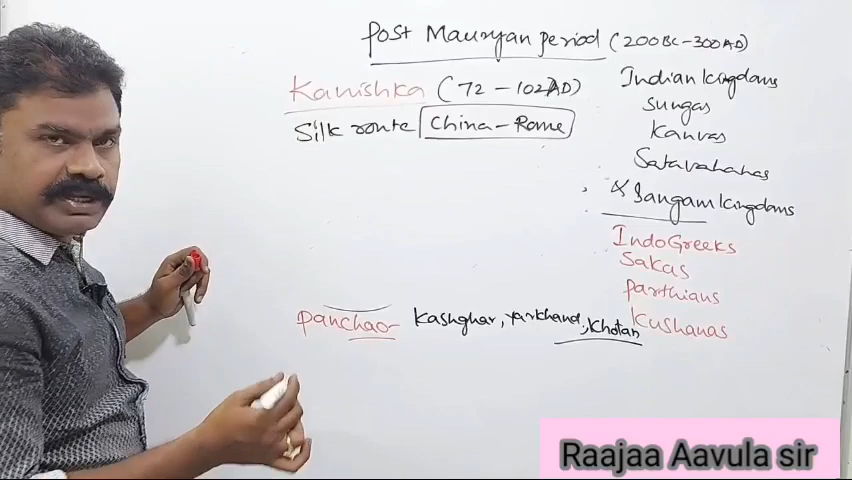 Post Mauryan period (200BC-300AD)
Kanishka (72-102AD)
Silk route China-Rome
Indian kingdoms
Sungas
Kanvas
Satavahanas
& Sangam kingdoms
IndoGreeks
Sakas
Parthians
Kushanas
Panchao Kashghar, Yarkhand, Khotan
Raajaa Aavula sir